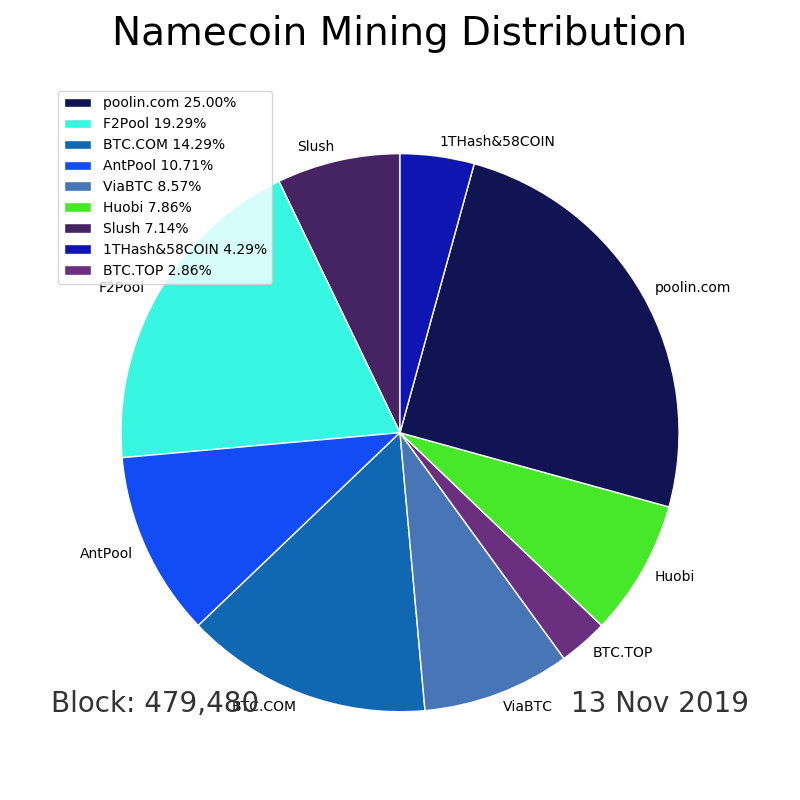 Namecoin Mining Distribution
poolin.com 25.00%
F2Pool 19.29%
BTC.COM 14.29%
AntPool 10.71%
ViaBTC 8.57%
Huobi 7.86%
Slush 7.14%
1THash&58COIN 4.29%
BTC.TOP 2.86%
Slush
1THash&58COIN
F2Pool
poolin.com
AntPool
Huobi
BTC.TOP
BTC.COM
ViaBTC
Block: 479,480
13 Nov 2019